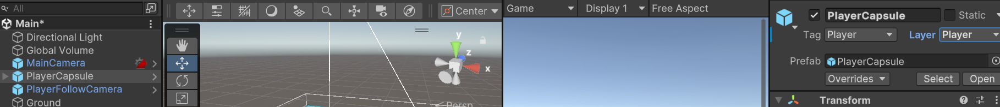 All
Main*
Directional Light
Global Volume
MainCamera
PlayerCapsule
PlayerFollowCamera
Ground
Center
y
z
x
Persp
Game
Display 1
Free Aspect
PlayerCapsule
Static
Tag
Player
Layer
Player
Prefab
PlayerCapsule
Overrides
Select
Open
Transform